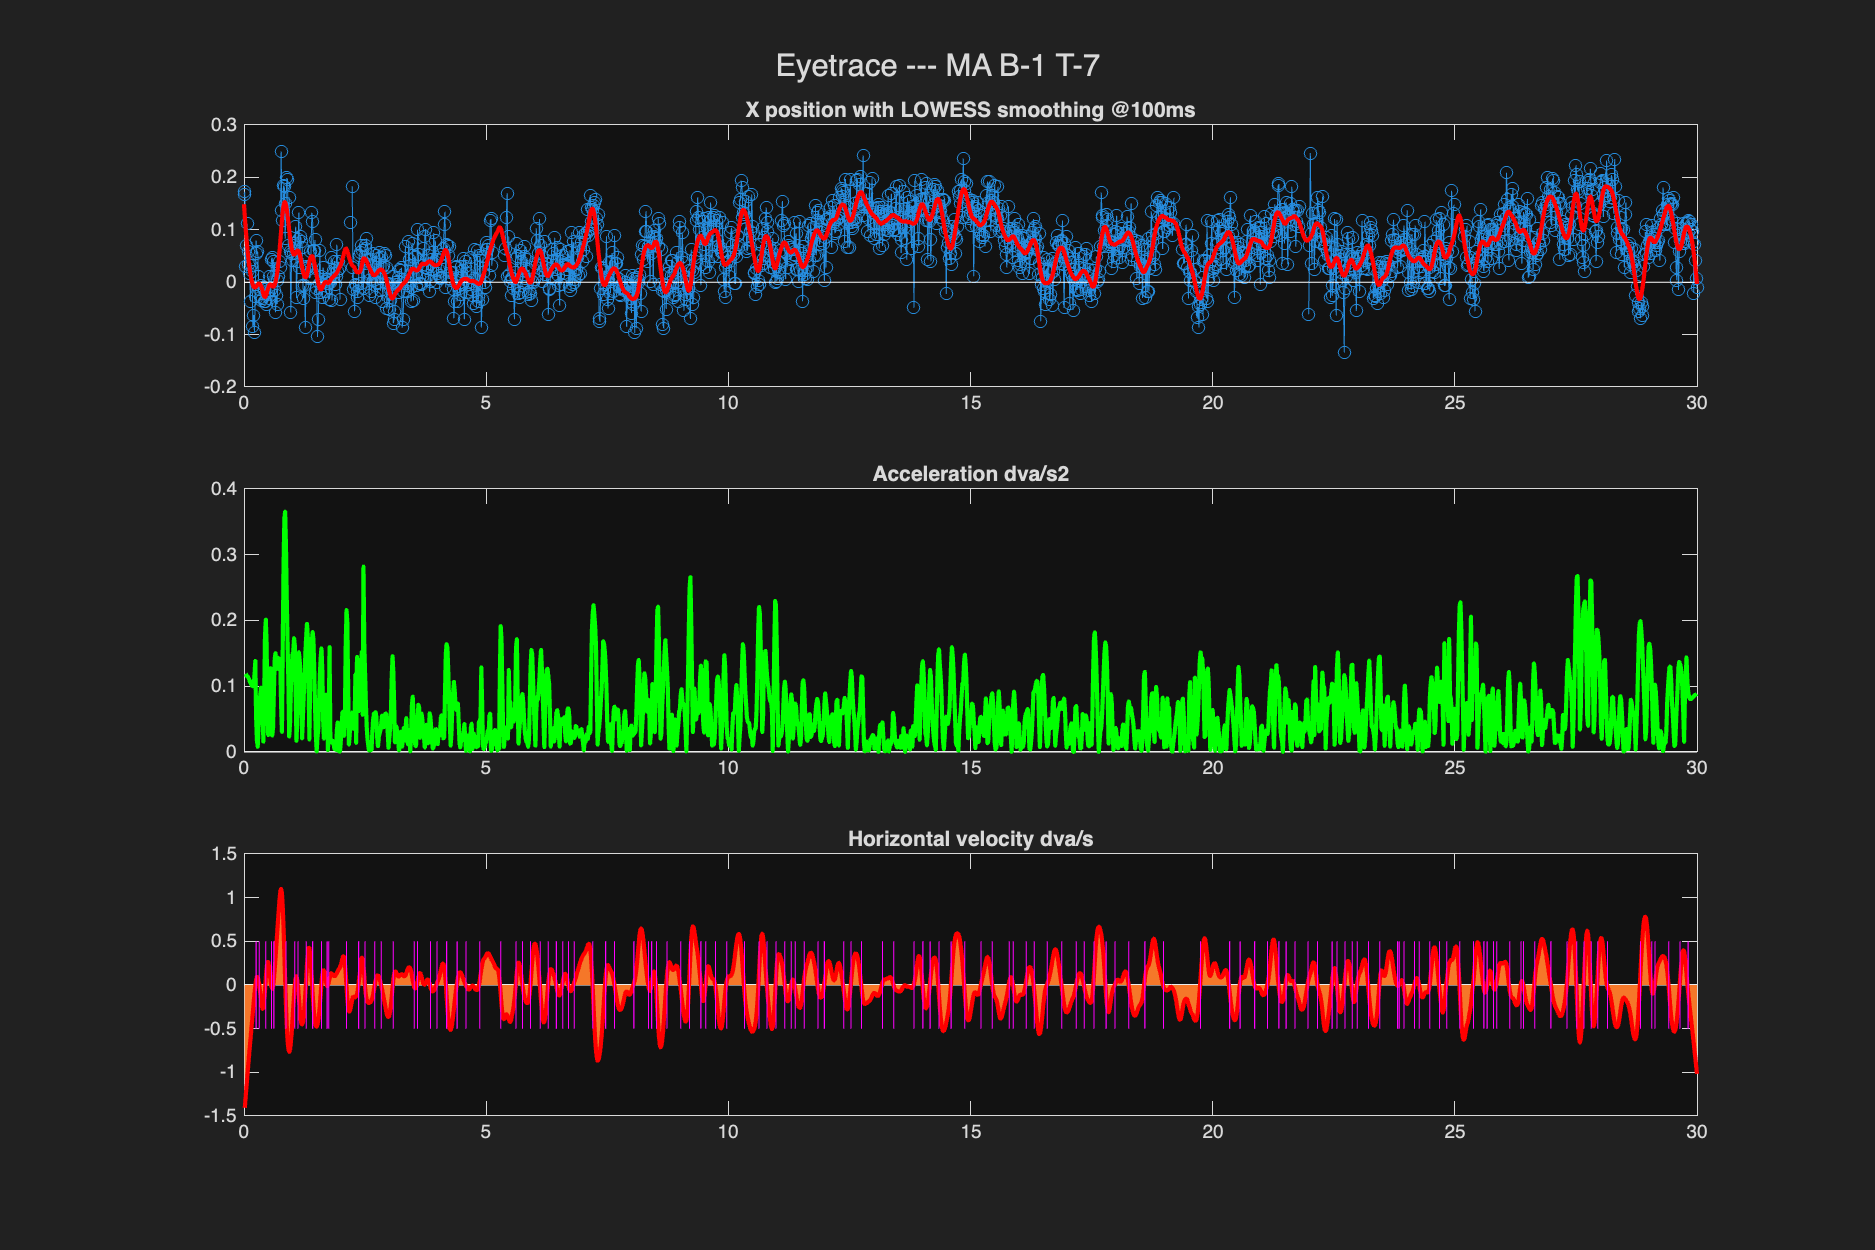 Eyetrace --- MA B-1 T-7
X position with LOWESS smoothing @100ms
0.3
0.2
0.1
0
-0.1
-0.2
0 5 10 15 20 25 30
Acceleration dva/s2
0.4
0.3
0.2
0.1
0
0 5 10 15 20 25 30
Horizontal velocity dva/s
1.5
1
0.5
0
-0.5
-1
-1.5
0 5 10 15 20 25 30